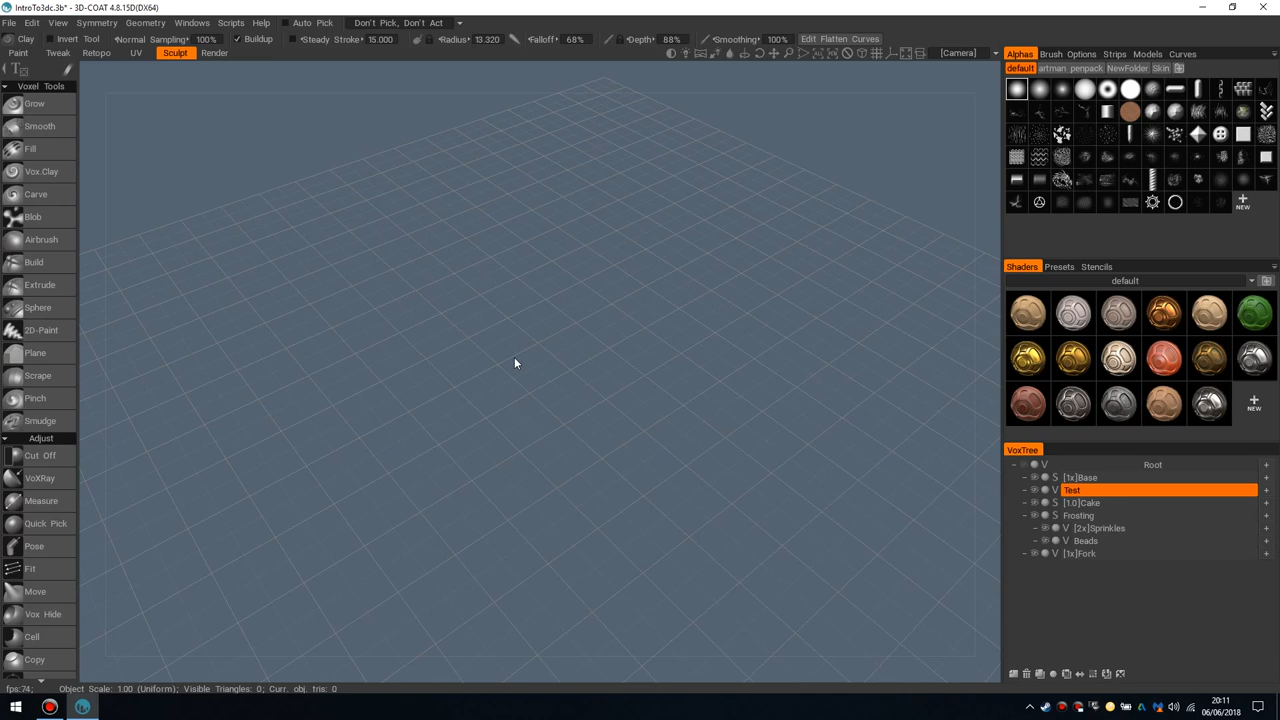 IntroTo3dc.3b* - 3D-COAT 4.8.15D(DX64)
File Edit View Symmetry Geometry Windows Scripts Help Auto Pick Don't Pick, Don't Act
Clay Invert Tool Normal Sampling 100% Buildup Steady Stroke 15.000 Radius 13.320 Falloff 68% Depth 88% Smoothing 100% Edit Flatten Curves
Paint Tweak Retopo UV Sculpt Render [Camera]
Alphas Brush Options Strips Models Curves
default artman penpack NewFolder Skin
Voxel Tools
Grow
Smooth
Fill
Vox.Clay
Carve
Blob
Airbrush
Build
Extrude
Sphere
2D-Paint
Plane
Scrape
Pinch
Smudge
Adjust
Cut Off
VoXRay
Measure
Quick Pick
Pose
Fit
Move
Vox Hide
Cell
Copy
NEW
Shaders Presets Stencils
default
NEW
VoxTree
V Root
S [1x]Base
V Test
S [1.0]Cake
S Frosting
V [2x]Sprinkles
V Beads
V [1x]Fork
fps:74; Object Scale: 1.00 (Uniform); Visible Triangles: 0; Curr. obj. tris: 0
20:11
06/06/2018